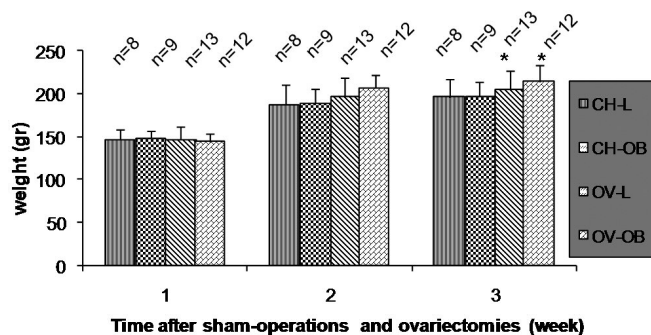 n=8 n=9 n=13 n=12 n=8 n=9 n=13 n=12 n=8 n=9 n=13 n=12
* *
250
200
150
100
50
0
weight (gr)
1 2 3
Time after sham-operations and ovariectomies (week)
CH-L
CH-OB
OV-L
OV-OB